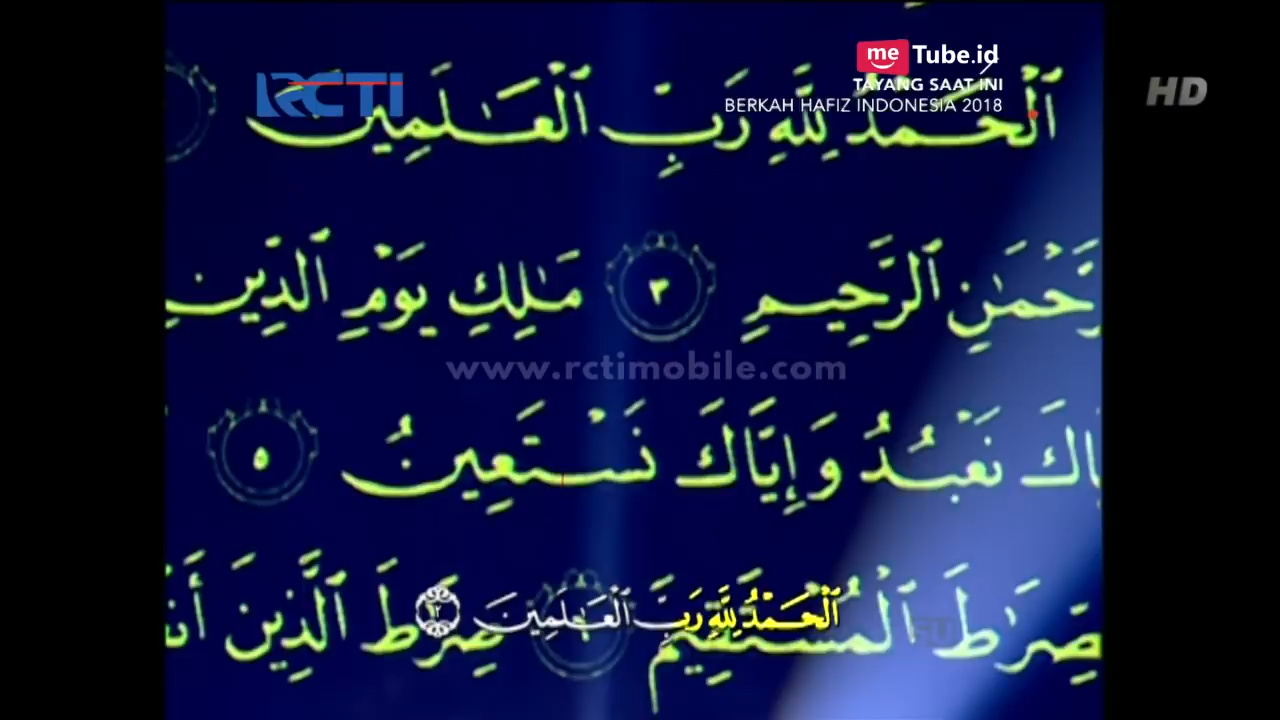 RCTI
me Tube.id
TAYANG SAAT INI
BERKAH HAFIZ INDONESIA 2018
HD
ٱلْحَمْدُ لِلَّهِ رَبِّ ٱلْعَـٰلَمِينَ
رَّحْمَـٰنِ ٱلرَّحِيمِ ٣ مَـٰلِكِ يَوْمِ ٱلدِّينِ
www.rctimobile.com
يَّاكَ نَعْبُدُ وَإِيَّاكَ نَسْتَعِينُ ٥
صِّرَٰطَ ٱلْمُسْتَقِيمَ صِرَٰطَ ٱلَّذِينَ
ٱلْحَمْدُ لِلَّهِ رَبِّ ٱلْعَـٰلَمِينَ ٢